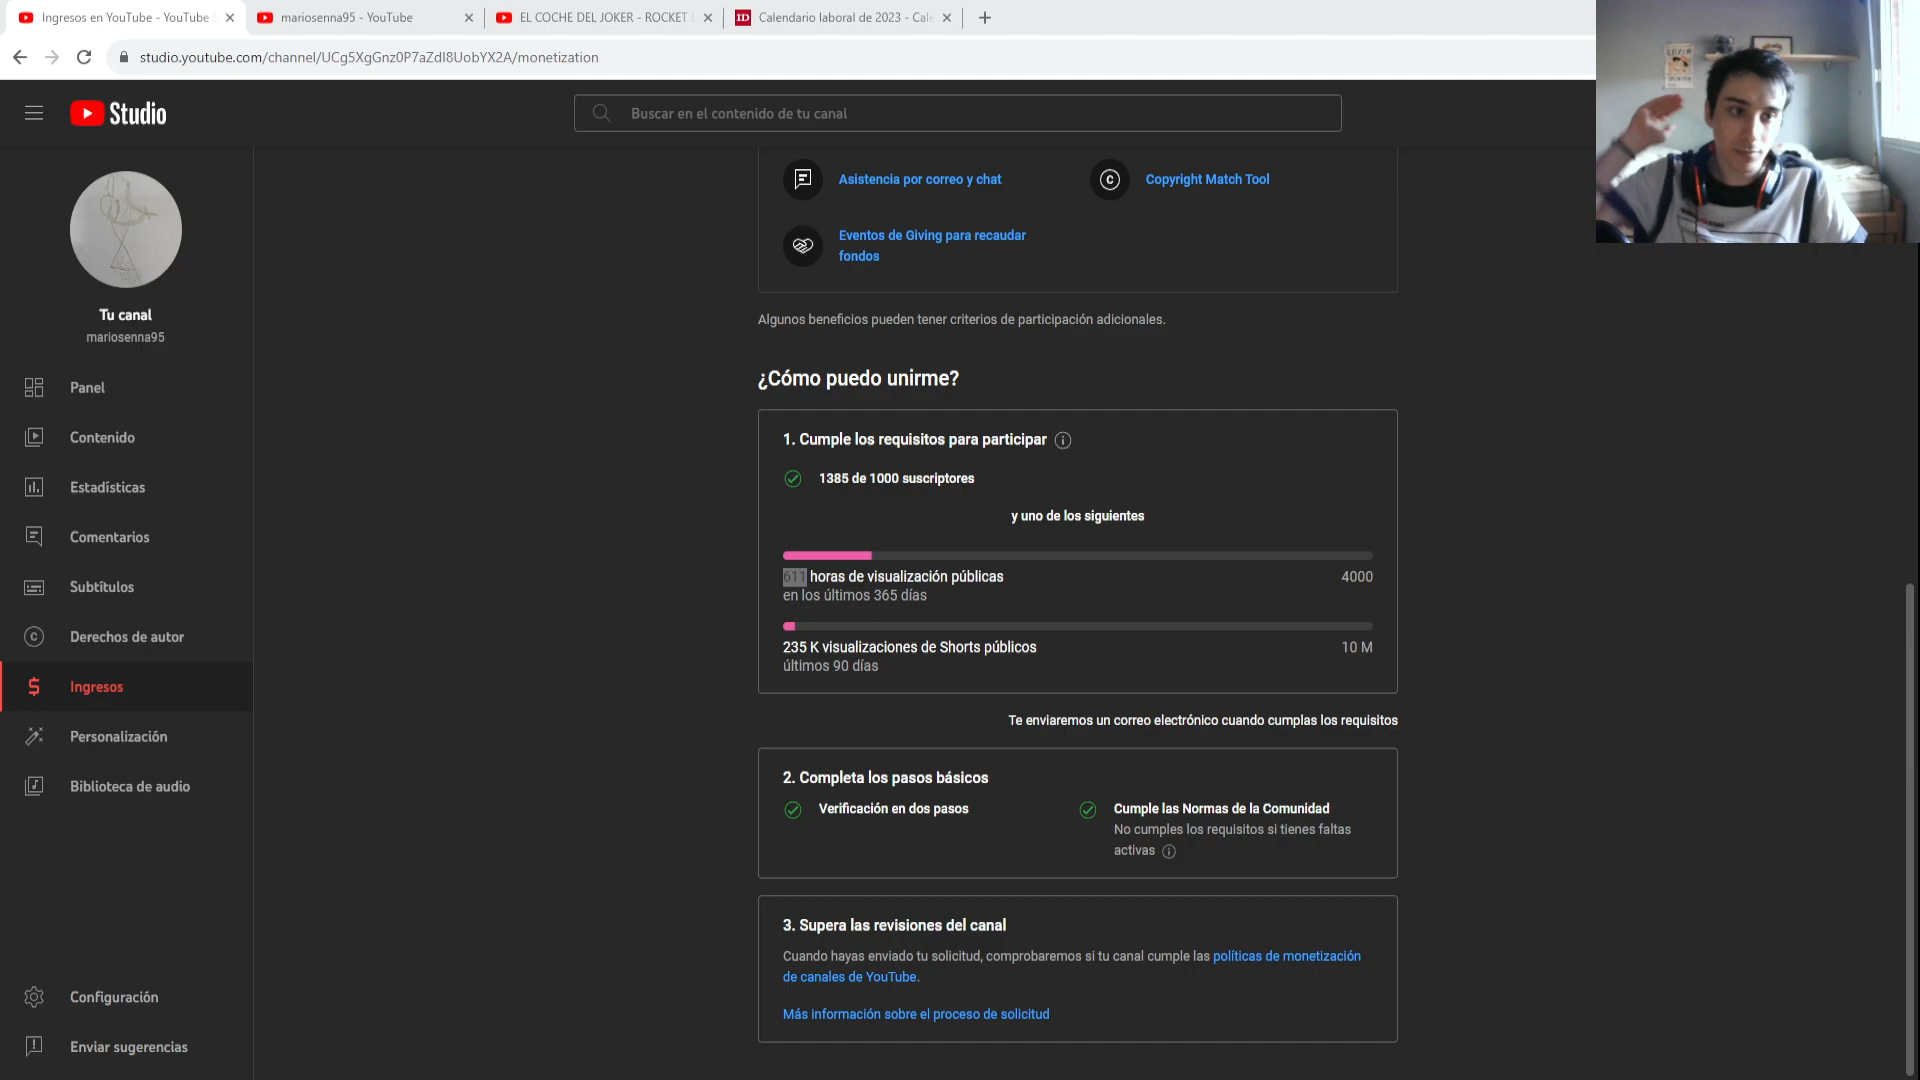 Ingresos en YouTube - YouTube S
mariosenna95 - YouTube
EL COCHE DEL JOKER - ROCKET L
ID
Calendario laboral de 2023 - Cale
studio.youtube.com/channel/UCg5XgGnz0P7aZdI8UobYX2A/monetization
Studio
Buscar en el contenido de tu canal
Tu canal
mariosenna95
Panel
Contenido
Estadísticas
Comentarios
Subtítulos
Derechos de autor
Ingresos
Personalización
Biblioteca de audio
Configuración
Enviar sugerencias
Asistencia por correo y chat
Copyright Match Tool
Eventos de Giving para recaudar
fondos
Algunos beneficios pueden tener criterios de participación adicionales.
¿Cómo puedo unirme?
1. Cumple los requisitos para participar
1385 de 1000 suscriptores
y uno de los siguientes
611 horas de visualización públicas
4000
en los últimos 365 días
235 K visualizaciones de Shorts públicos
10 M
últimos 90 días
Te enviaremos un correo electrónico cuando cumplas los requisitos
2. Completa los pasos básicos
Verificación en dos pasos
Cumple las Normas de la Comunidad
No cumples los requisitos si tienes faltas
activas
3. Supera las revisiones del canal
Cuando hayas enviado tu solicitud, comprobaremos si tu canal cumple las políticas de monetización
de canales de YouTube.
Más información sobre el proceso de solicitud